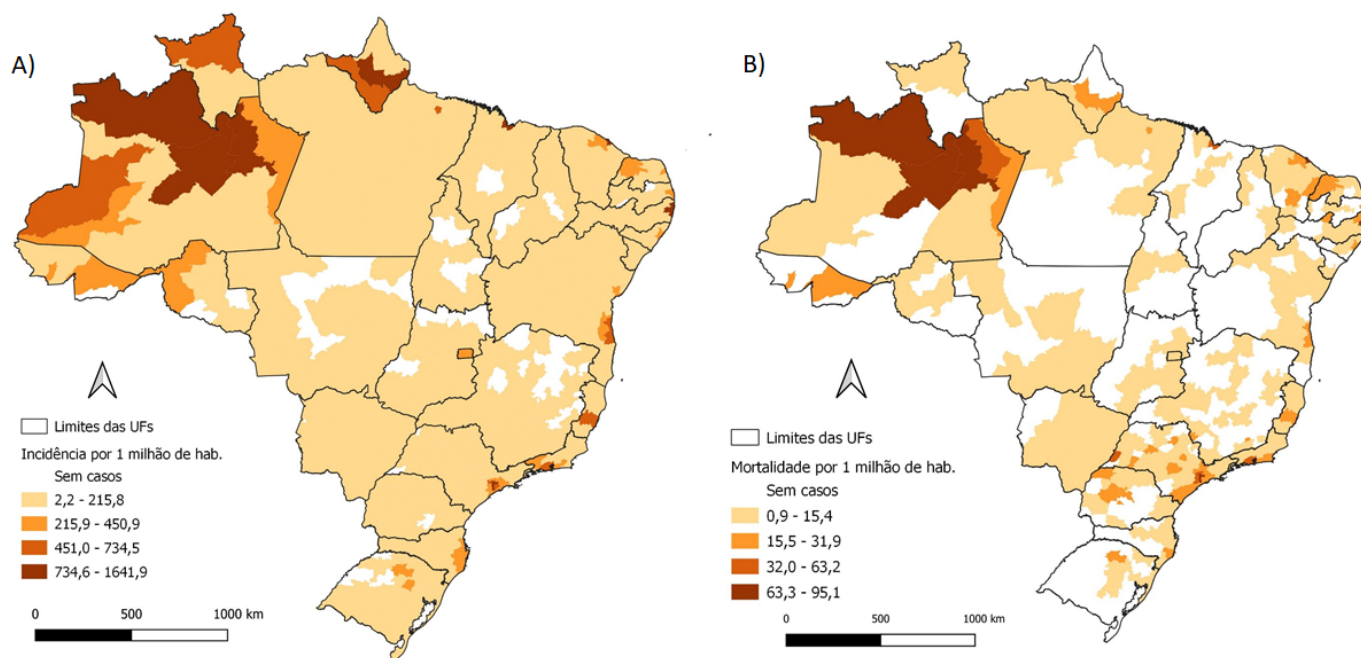 A)
Limites das UFs
Incidência por 1 milhão de hab.
Sem casos
2,2 - 215,8
215,9 - 450,9
451,0 - 734,5
734,6 - 1641,9
0 500 1000 km
B)
Limites das UFs
Mortalidade por 1 milhão de hab.
Sem casos
0,9 - 15,4
15,5 - 31,9
32,0 - 63,2
63,3 - 95,1
0 500 1000 km